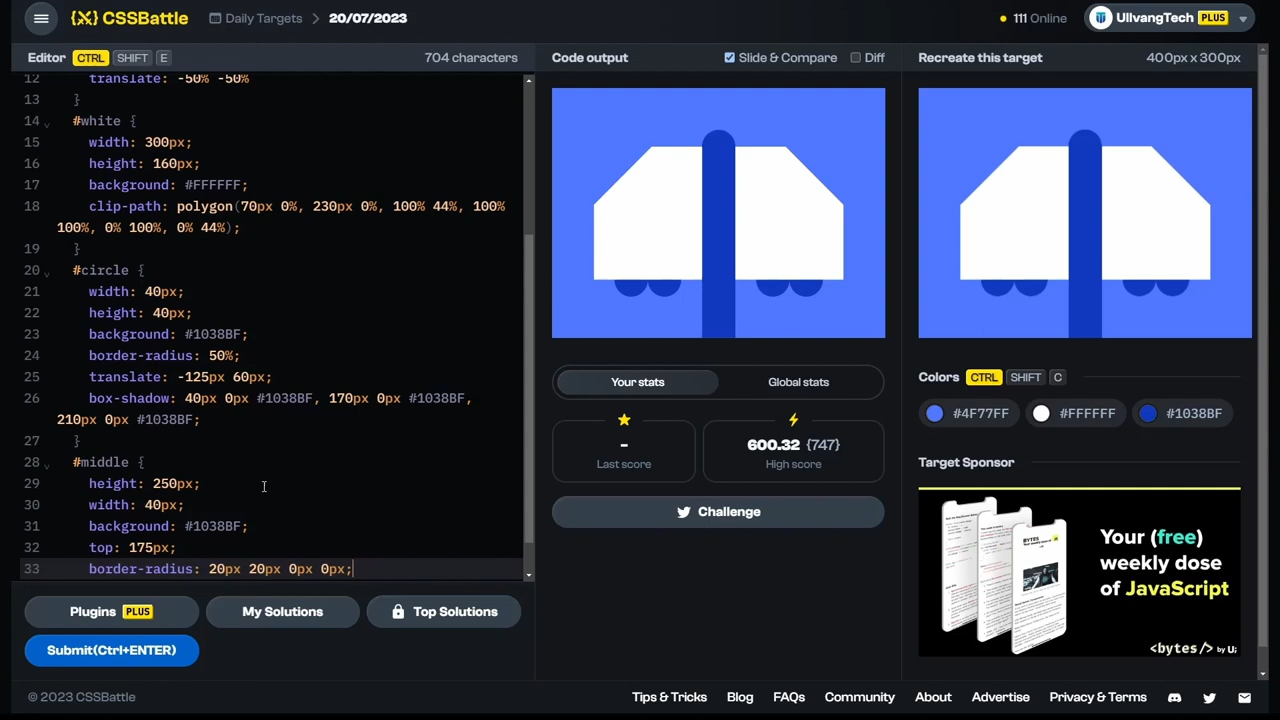 {X} CSSBattle
Daily Targets > 20/07/2023
111 Online
UllvangTech PLUS
Editor CTRL SHIFT E 704 characters
12 translate: -50% -50%
13 }
14 #white {
15 width: 300px;
16 height: 160px;
17 background: #FFFFFF;
18 clip-path: polygon(70px 0%, 230px 0%, 100% 44%, 100%
100%, 0% 100%, 0% 44%);
19 }
20 #circle {
21 width: 40px;
22 height: 40px;
23 background: #1038BF;
24 border-radius: 50%;
25 translate: -125px 60px;
26 box-shadow: 40px 0px #1038BF, 170px 0px #1038BF,
210px 0px #1038BF;
27 }
28 #middle {
29 height: 250px;
30 width: 40px;
31 background: #1038BF;
32 top: 175px;
33 border-radius: 20px 20px 0px 0px;
Plugins PLUS
My Solutions
Top Solutions
Submit(Ctrl+ENTER)
Code output
Slide & Compare
Diff
Your stats
Global stats
-
Last score
600.32 {747}
High score
Challenge
Recreate this target
400px x 300px
Colors CTRL SHIFT C
#4F77FF
#FFFFFF
#1038BF
Target Sponsor
BYTES
Your (free)
weekly dose
of JavaScript
<bytes/> by ui
© 2023 CSSBattle
Tips & Tricks
Blog
FAQs
Community
About
Advertise
Privacy & Terms